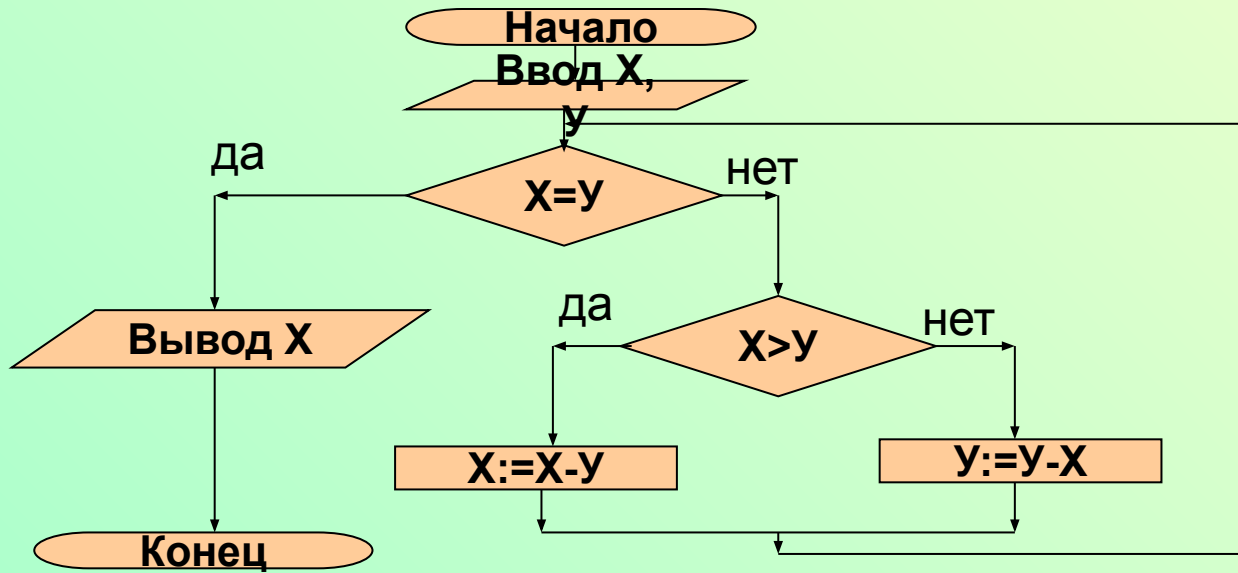 Начало
Ввод Х,
У
да
нет
Х=У
да
нет
Вывод Х
Х>У
Х:=Х-У
У:=У-Х
Конец